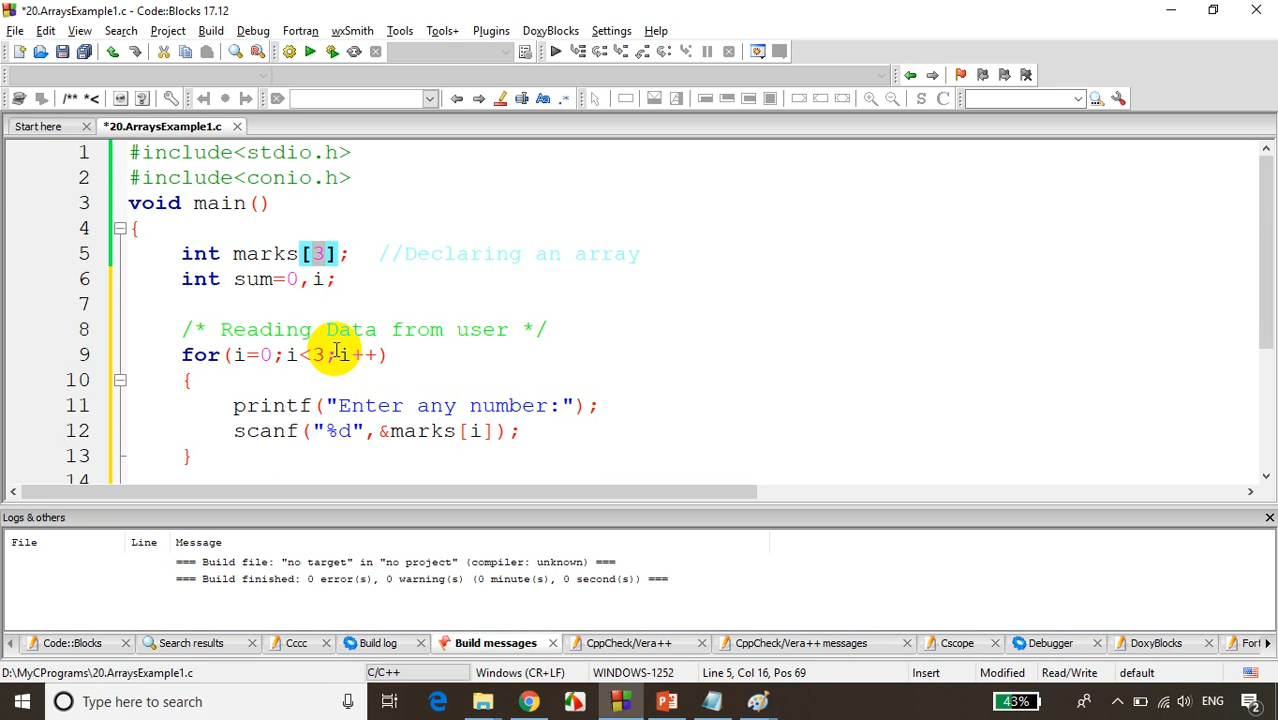 *20.ArraysExample1.c - Code::Blocks 17.12
File Edit View Search Project Build Debug Fortran wxSmith Tools Tools+ Plugins DoxyBlocks Settings Help
/** *<
S C
Start here *20.ArraysExample1.c
1 #include<stdio.h>
2 #include<conio.h>
3 void main()
4 {
5 int marks[3]; //Declaring an array
6 int sum=0,i;
7
8 /* Reading Data from user */
9 for(i=0;i<3;i++)
10 {
11 printf("Enter any number:");
12 scanf("%d",&marks[i]);
13 }
14
Logs & others
File Line Message
=== Build file: "no target" in "no project" (compiler: unknown) ===
=== Build finished: 0 error(s), 0 warning(s) (0 minute(s), 0 second(s)) ===
Code::Blocks Search results Cccc Build log Build messages CppCheck/Vera++ CppCheck/Vera++ messages Cscope Debugger DoxyBlocks Fort
D:\MyCPrograms\20.ArraysExample1.c C/C++ Windows (CR+LF) WINDOWS-1252 Line 5, Col 16, Pos 69 Insert Modified Read/Write default
Type here to search 43% ENG 2